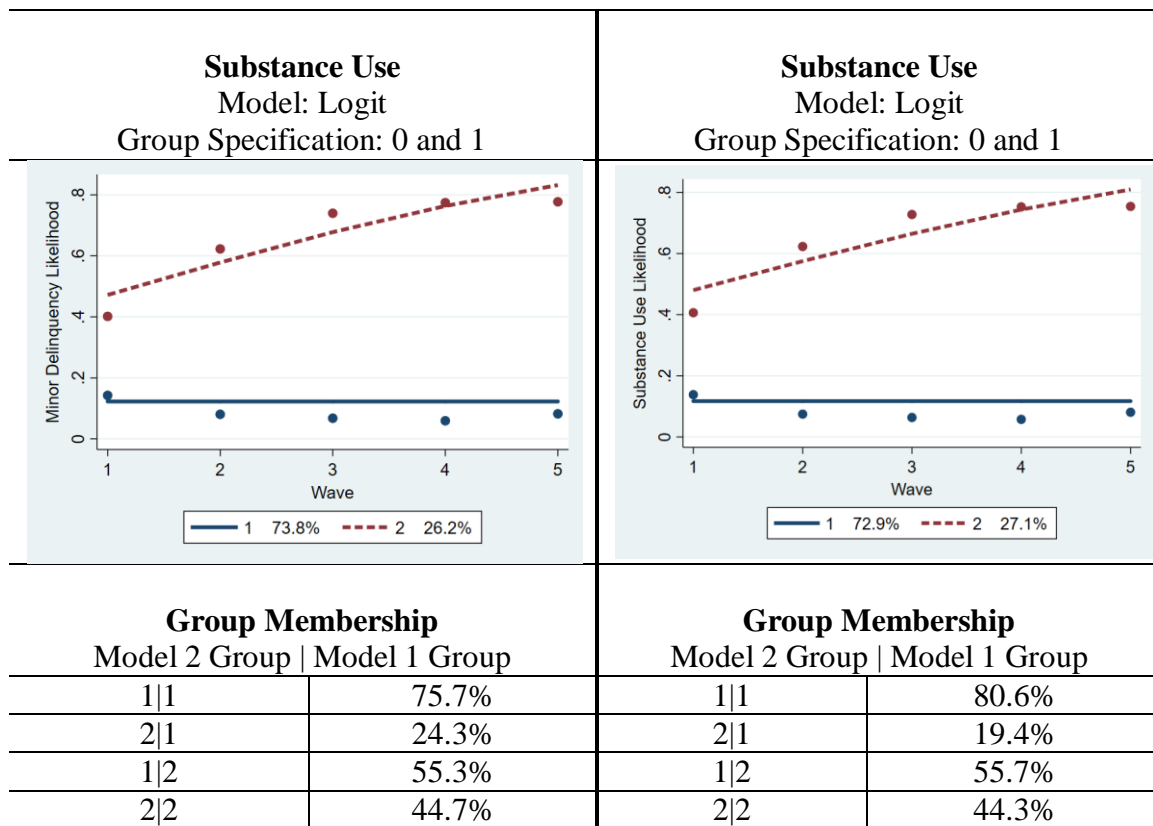 Substance Use
Model: Logit
Group Specification: 0 and 1
Substance Use
Model: Logit
Group Specification: 0 and 1
Minor Delinquency Likelihood
.8
.6
.4
.2
0
1 2 3 4 5
Wave
1 73.8% 2 26.2%
Substance Use Likelihood
.8
.6
.4
.2
0
1 2 3 4 5
Wave
1 72.9% 2 27.1%
Group Membership
Model 2 Group | Model 1 Group
Group Membership
Model 2 Group | Model 1 Group
1|1 75.7% 1|1 80.6%
2|1 24.3% 2|1 19.4%
1|2 55.3% 1|2 55.7%
2|2 44.7% 2|2 44.3%